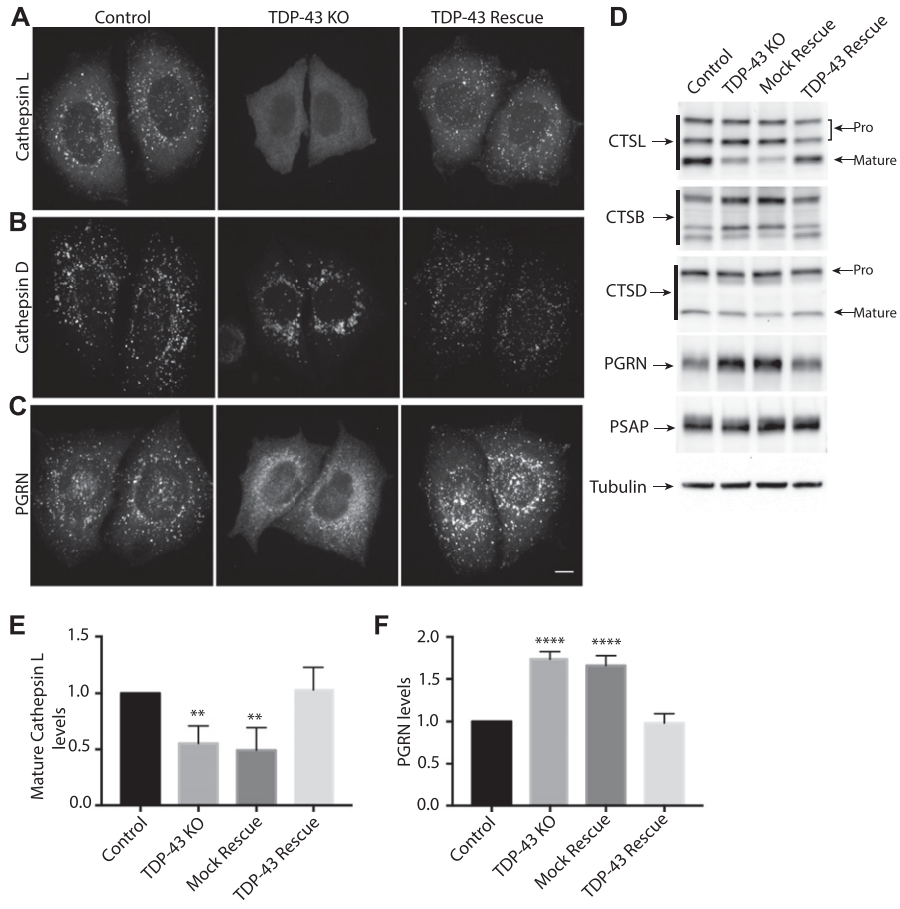 A
Control
TDP-43 KO
TDP-43 Rescue
Cathepsin L
B
Cathepsin D
C
PGRN
D
Control
TDP-43 KO
Mock Rescue
TDP-43 Rescue
CTSL
Pro
Mature
CTSB
CTSD
Pro
Mature
PGRN
PSAP
Tubulin
E
Mature Cathepsin L
levels
1.5
1.0
0.5
0.0
**
**
Control
TDP-43 KO
Mock Rescue
TDP-43 Rescue
F
PGRN levels
2.0
1.5
1.0
0.5
0.0
****
****
Control
TDP-43 KO
Mock Rescue
TDP-43 Rescue